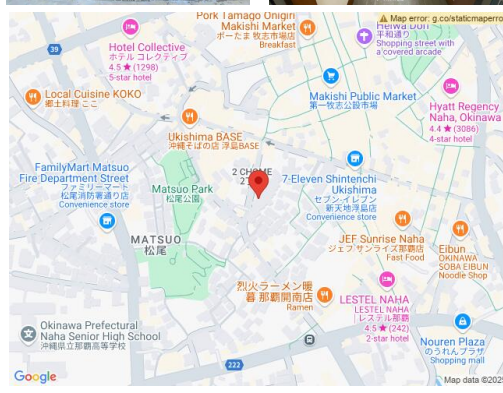 Pork Tamago Onigiri
Makishi Market
ポーたま 牧志市場店
Breakfast
Map error: g.co/staticmaperro
Heiwa Dori
平和通り
Shopping street with
a covered arcade
39
Hotel Collective
ホテル コレクティブ
4.5★(1298)
5-star hotel
Local Cuisine KOKO
郷土料理 ここ
Makishi Public Market
第一牧志公設市場
Hyatt Regency
Naha, Okinawa
4.4★(3086)
4-star hotel
Ukishima BASE
沖縄そばの店 浮島BASE
FamilyMart Matsuo
Fire Department Street
ファミリーマート
松尾消防署通り店
Convenience store
Matsuo Park
松尾公園
2 CHOME
7-Eleven Shintenchi
Ukishima
セブン-イレブン
新天地浮島店
Convenience store
MATSUO
松尾
JEF Sunrise Naha
ジェフ サンライズ那覇店
Fast Food
Eibun
OKINAWA
SOBA EIBUN
Noodle Shop
烈火ラーメン暖
暮 那覇開南店
Ramen
LESTEL NAHA
LESTEL NAHA
レステル那覇
4.5★(242)
2-star hotel
Okinawa Prefectural
Naha Senior High School
沖縄県立那覇高等学校
Nouren Plaza
のうれんプラザ
Shopping mall
222
Google
Map data ©2025